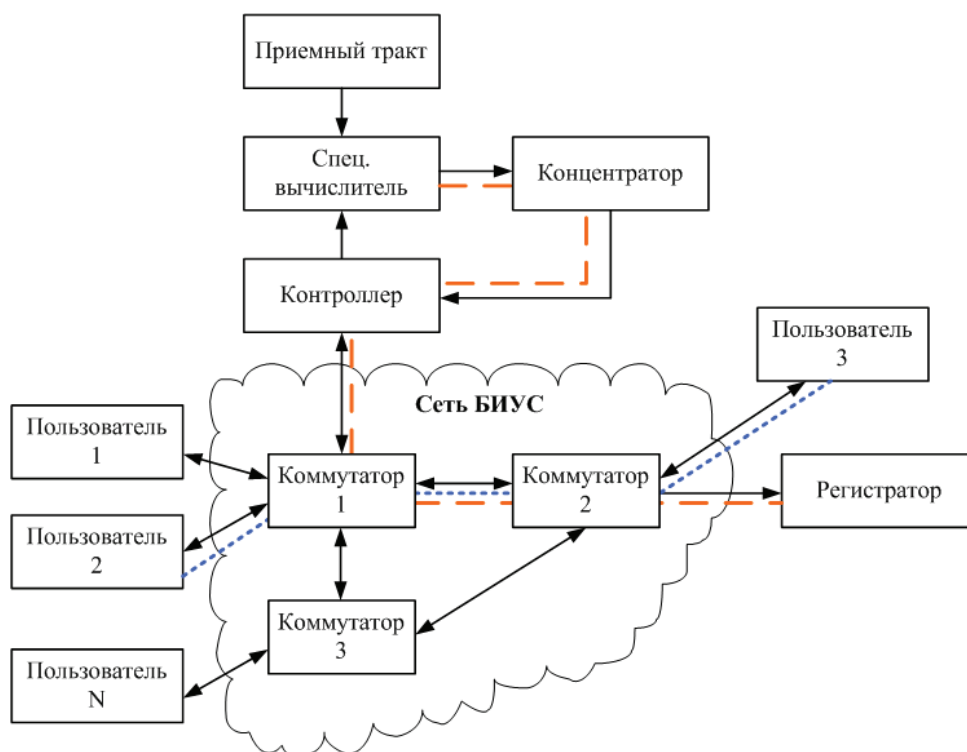 Приемный тракт
Спец.
вычислитель
Концентратор
Контроллер
Пользователь
3
Сеть БИУС
Пользователь
1
Коммутатор
1
Коммутатор
2
Регистратор
Пользователь
2
Коммутатор
3
Пользователь
N